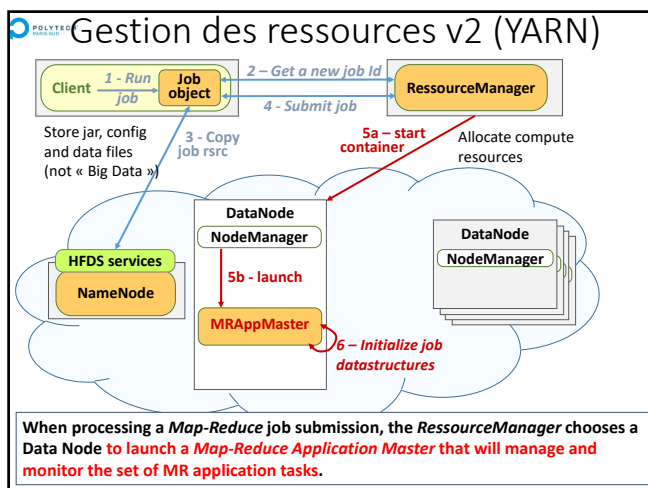 POLYTECH
PARIS-SUD
Gestion des ressources v2 (YARN)
Client
1 - Run
job
Job
object
2 – Get a new job Id
4 - Submit job
RessourceManager
Store jar, config
and data files
(not « Big Data »)
3 - Copy
job rsrc
5a – start
container
Allocate compute
resources
DataNode
NodeManager
DataNode
NodeManager
HFDS services
NameNode
5b - launch
MRAppMaster
6 – Initialize job
datastructures
When processing a Map-Reduce job submission, the RessourceManager chooses a
Data Node to launch a Map-Reduce Application Master that will manage and
monitor the set of MR application tasks.